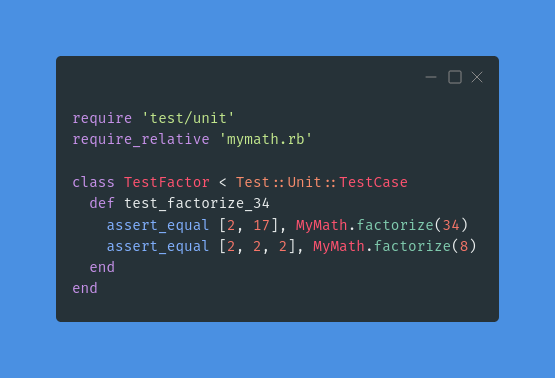 require 'test/unit'
require_relative 'mymath.rb'
class TestFactor < Test::Unit::TestCase
def test_factorize_34
assert_equal [2, 17], MyMath.factorize(34)
assert_equal [2, 2, 2], MyMath.factorize(8)
end
end